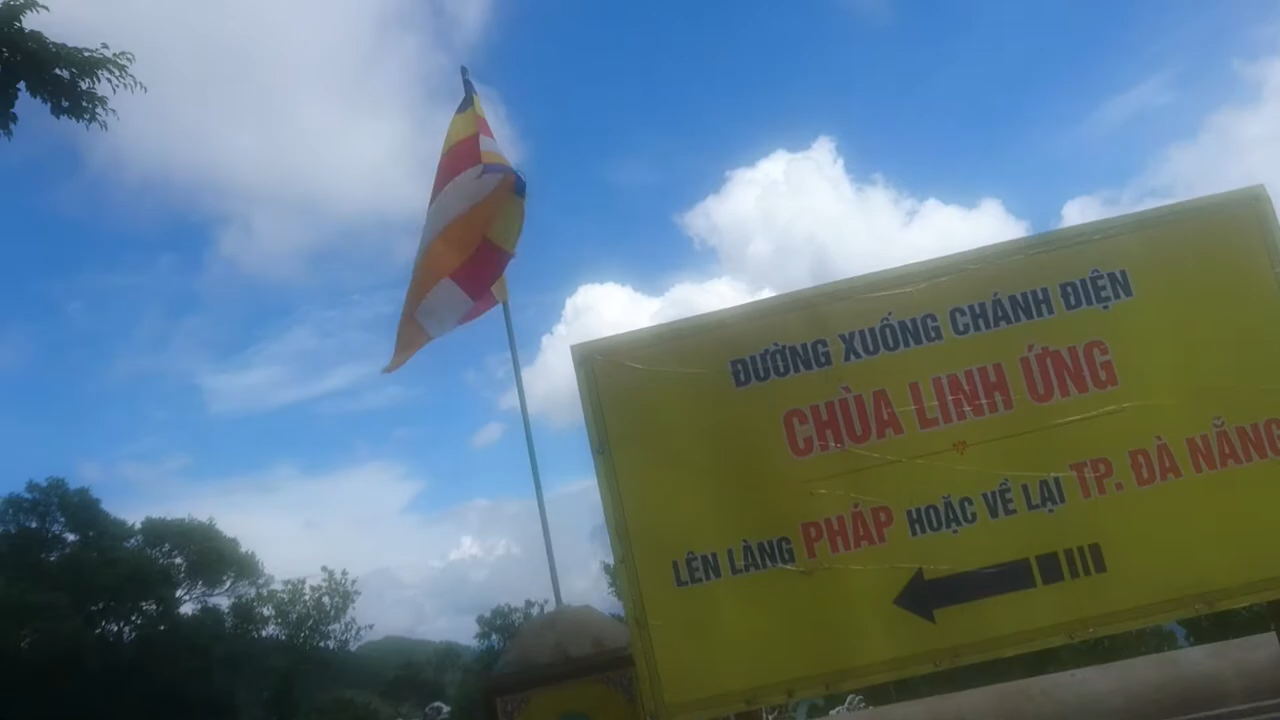 ĐƯỜNG XUỐNG CHÁNH ĐIỆN
CHÙA LINH ỨNG
LÊN LÀNG PHÁP HOẶC VỀ LẠI TP. ĐÀ NẴNG